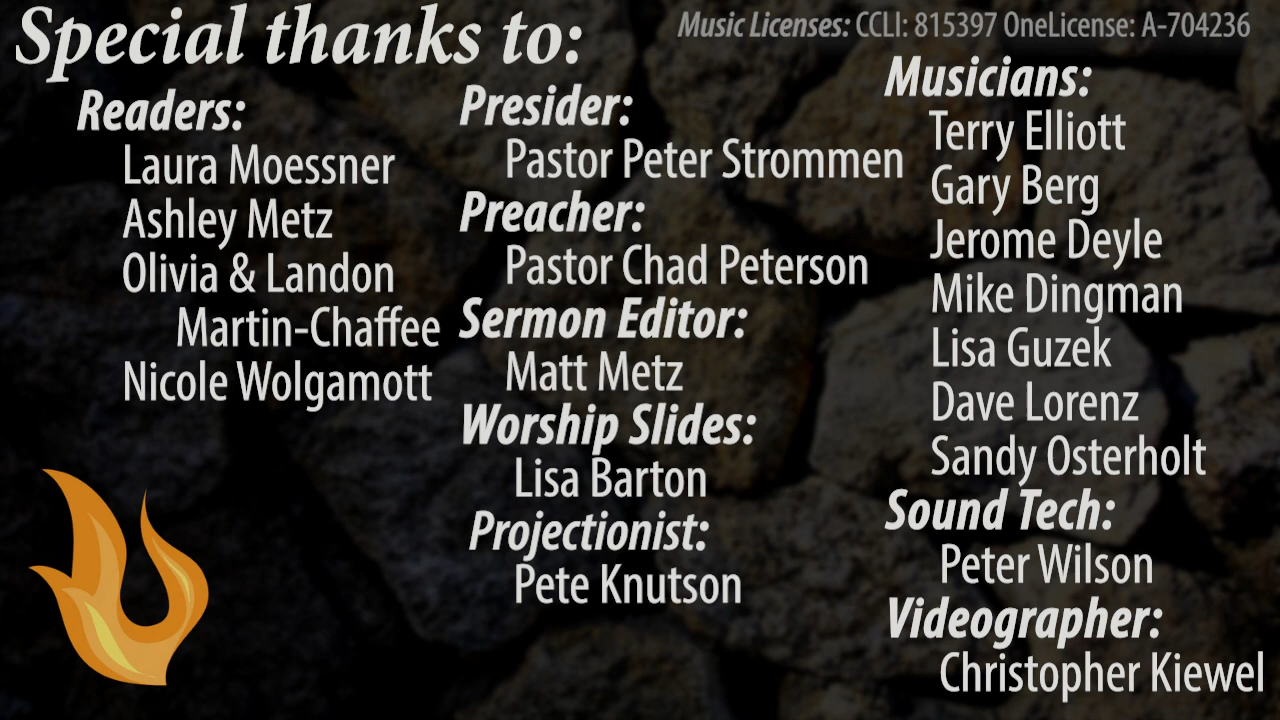 Special thanks to:
Music Licenses: CCLI: 815397 OneLicense: A-704236
Readers:
Laura Moessner
Ashley Metz
Olivia & Landon
Martin-Chaffee
Nicole Wolgamott
Presider:
Pastor Peter Strommen
Preacher:
Pastor Chad Peterson
Sermon Editor:
Matt Metz
Worship Slides:
Lisa Barton
Projectionist:
Pete Knutson
Musicians:
Terry Elliott
Gary Berg
Jerome Deyle
Mike Dingman
Lisa Guzek
Dave Lorenz
Sandy Osterholt
Sound Tech:
Peter Wilson
Videographer:
Christopher Kiewel